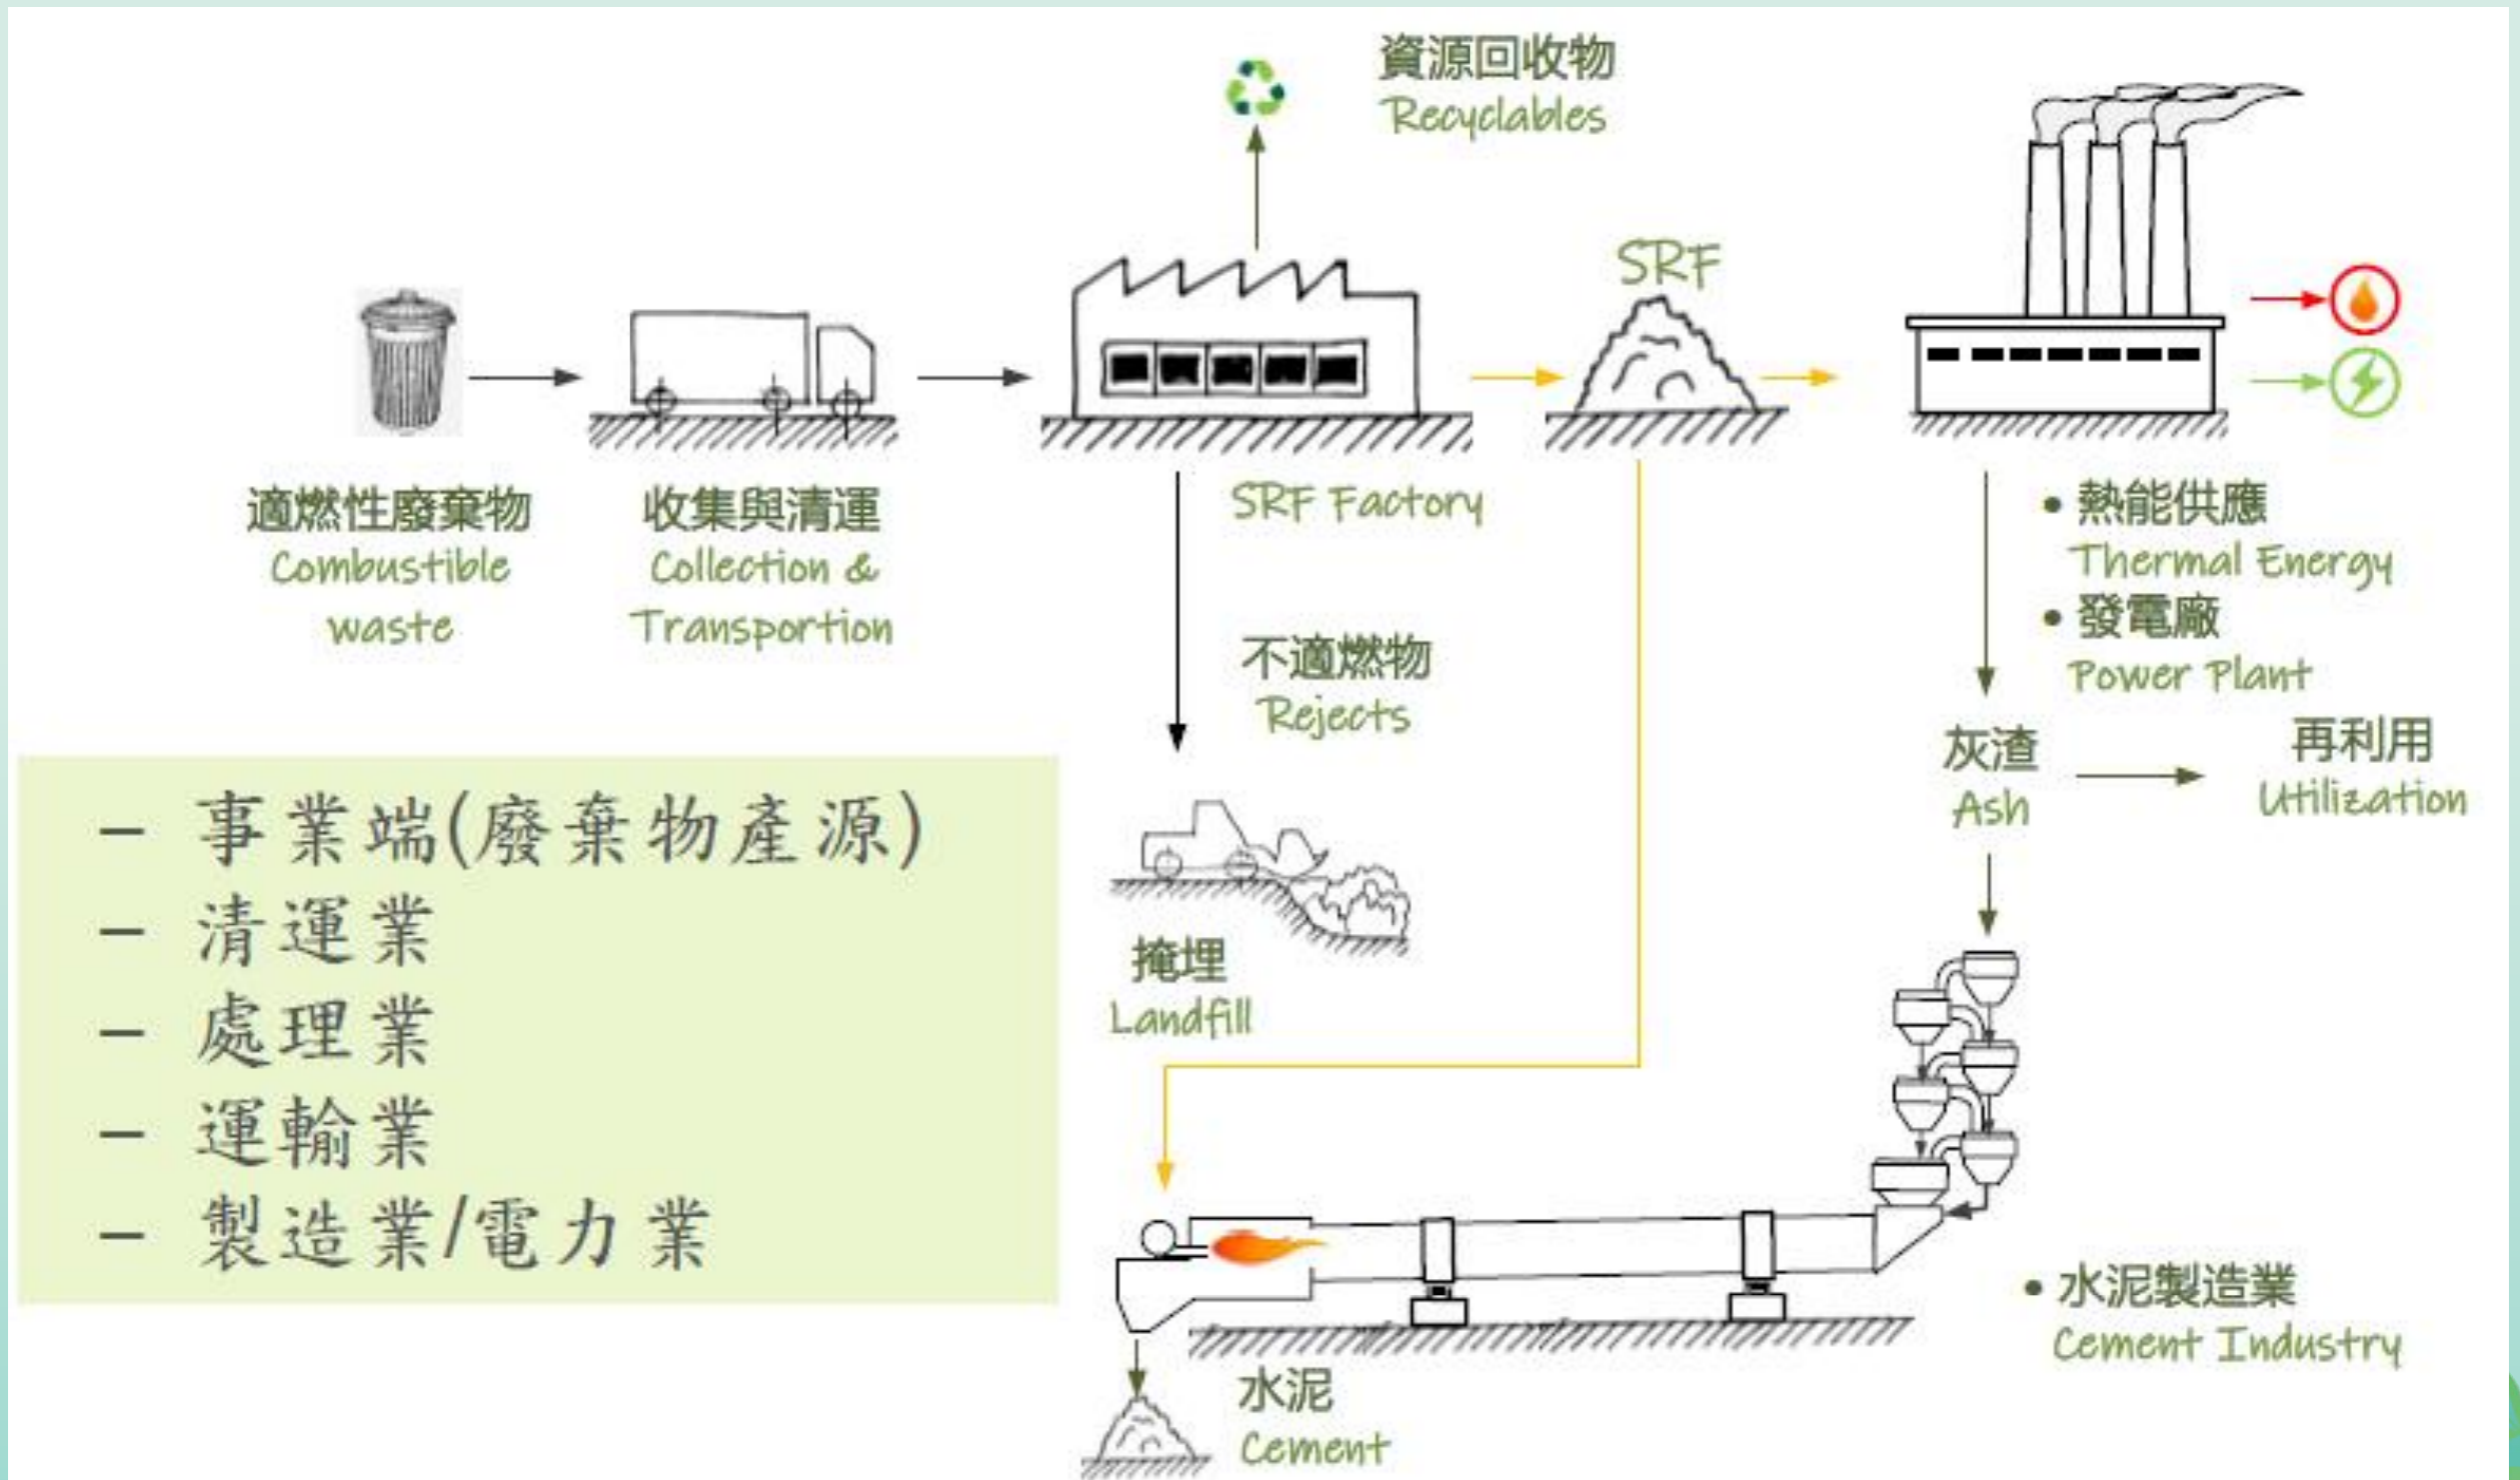 資源回收物
Recyclables
SRF
適燃性廢棄物
Combustible
waste
收集與清運
Collection &
Transportion
SRF Factory
• 熱能供應
Thermal Energy
• 發電廠
Power Plant
不適燃物
Rejects
灰渣
Ash
再利用
Utilization
– 事業端(廢棄物產源)
– 清運業
– 處理業
– 運輸業
– 製造業/電力業
掩埋
Landfill
• 水泥製造業
Cement Industry
水泥
Cement